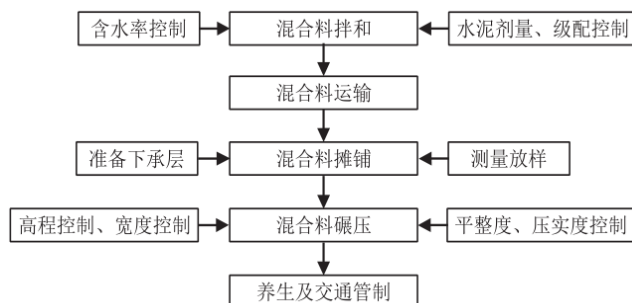 含水率控制
混合料拌和
水泥剂量、级配控制
混合料运输
准备下承层
混合料摊铺
测量放样
高程控制、宽度控制
混合料碾压
平整度、压实度控制
养生及交通管制